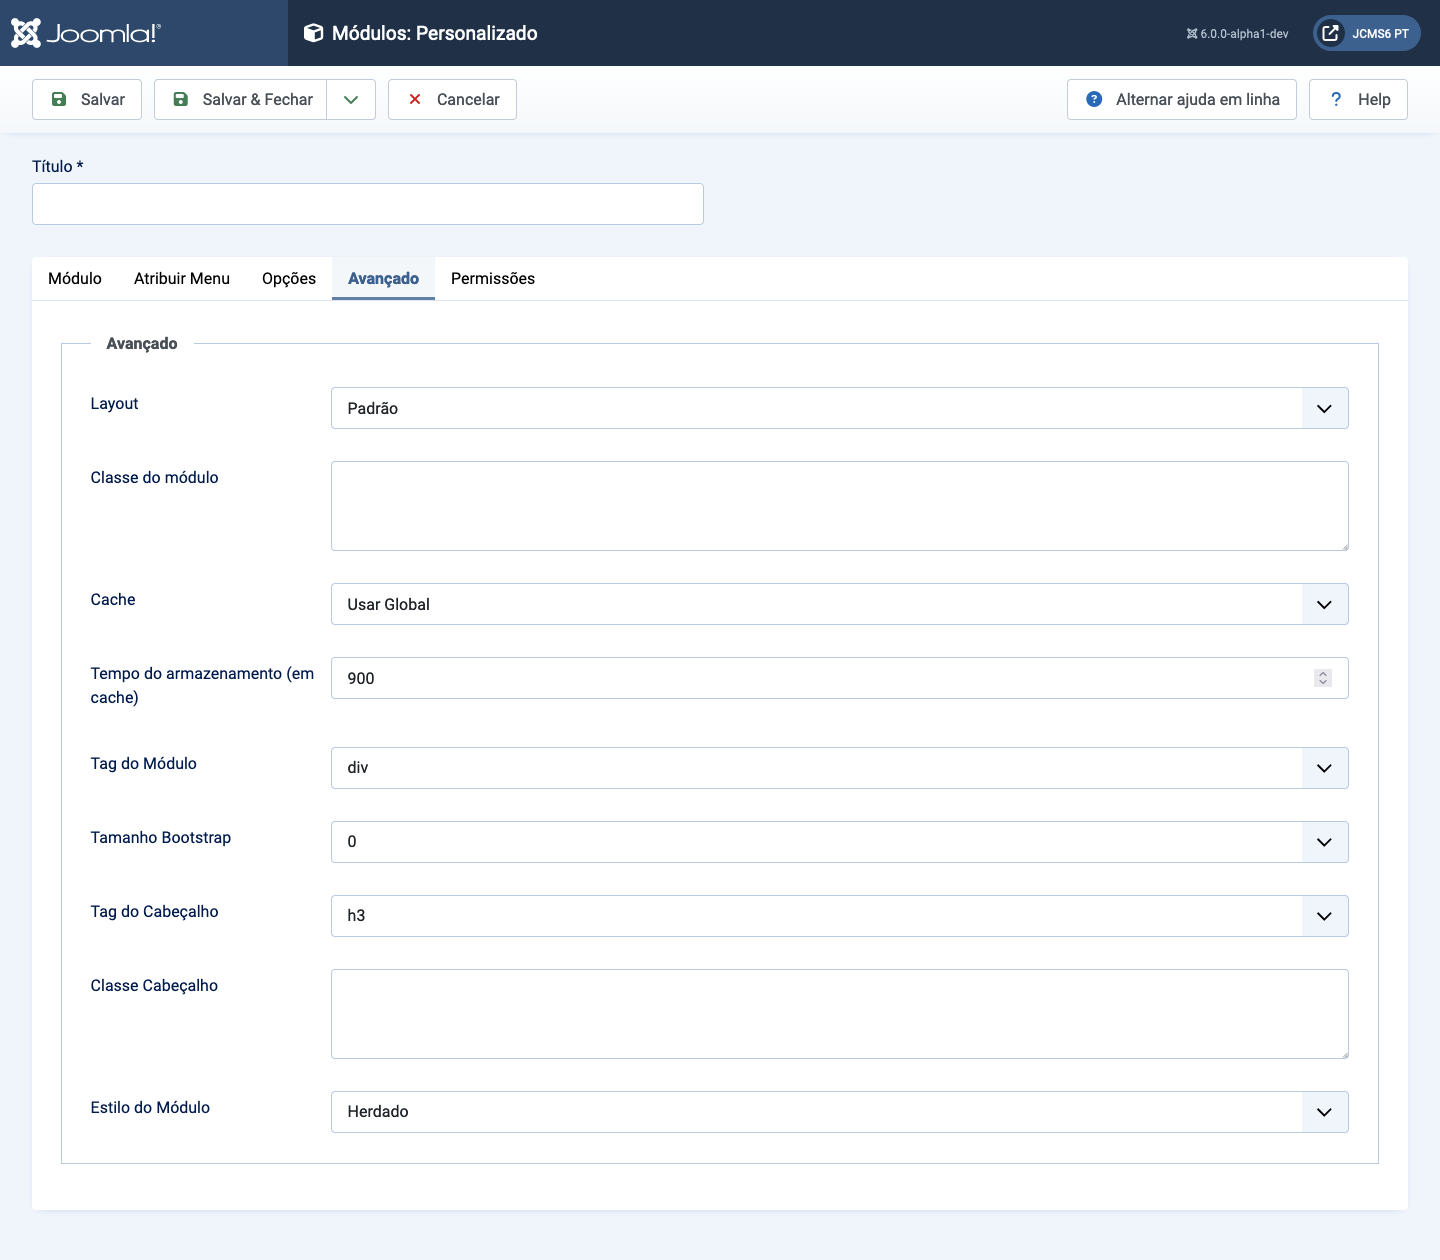 Joomla!®
Módulos: Personalizado
6.0.0-alpha1-dev
JCMS6 PT
Salvar
Salvar & Fechar
Cancelar
Alternar ajuda em linha
? Help
Título *
Módulo
Atribuir Menu
Opções
Avançado
Permissões
Avançado
Layout
Padrão
Classe do módulo
Cache
Usar Global
Tempo do armazenamento (em
cache)
900
Tag do Módulo
div
Tamanho Bootstrap
0
Tag do Cabeçalho
h3
Classe Cabeçalho
Estilo do Módulo
Herdado